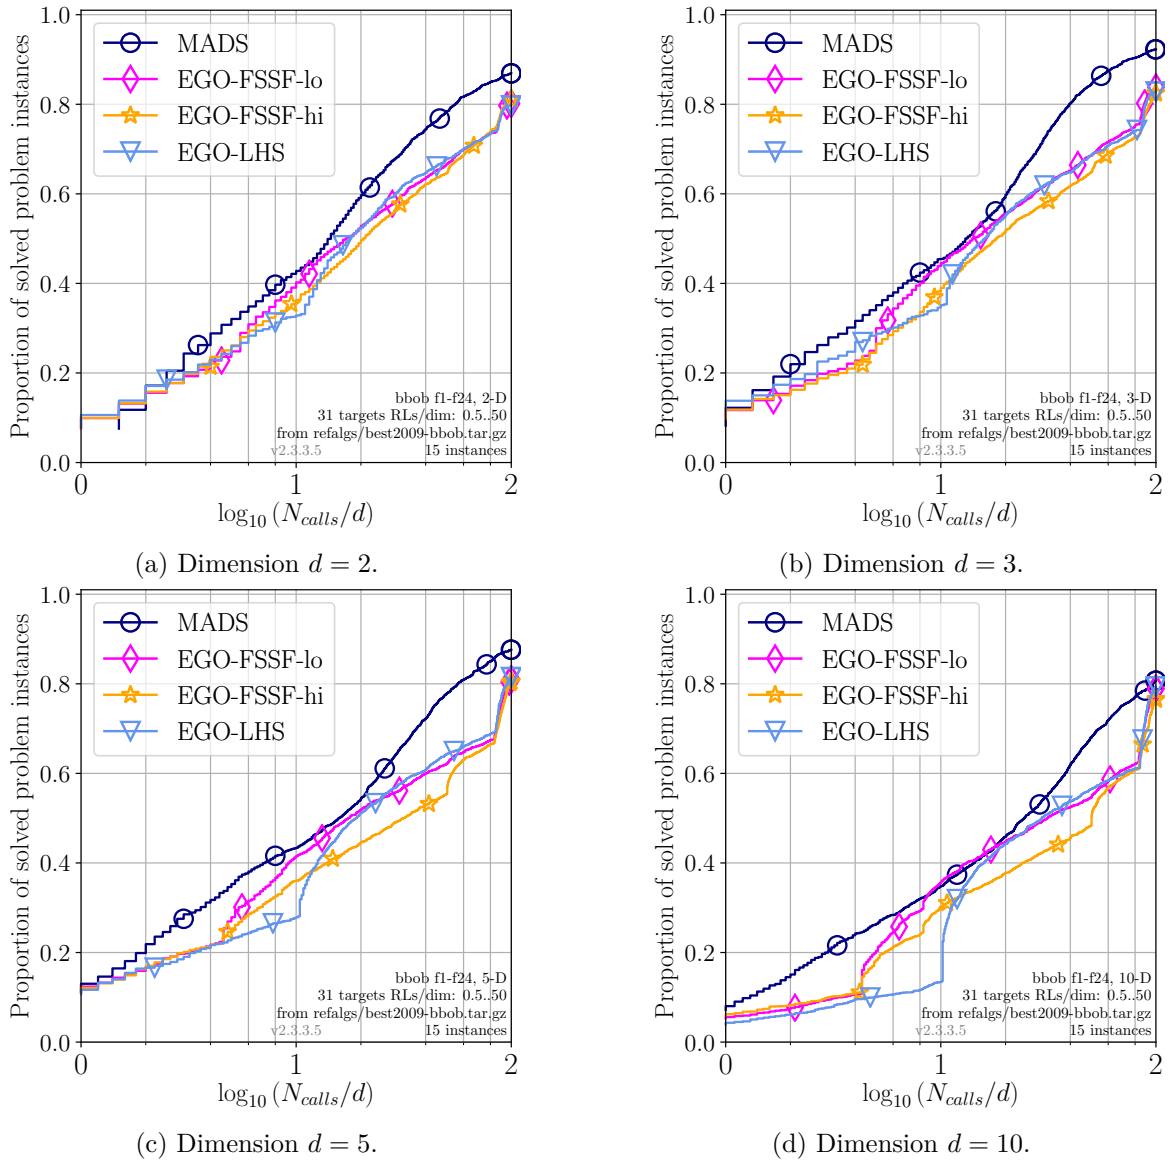 Proportion of solved problem instances
1.0
0.8
0.6
0.4
0.2
0.0
MADS
EGO-FSSF-lo
EGO-FSSF-hi
EGO-LHS
bbob f1-f24, 2-D
31 targets RLs/dim: 0.5..50
from refalgs/best2009-bbob.tar.gz
v2.3.3.5 15 instances
0 1 2
log₁₀ (N_calls/d)
(a) Dimension d = 2.
Proportion of solved problem instances
1.0
0.8
0.6
0.4
0.2
0.0
MADS
EGO-FSSF-lo
EGO-FSSF-hi
EGO-LHS
bbob f1-f24, 3-D
31 targets RLs/dim: 0.5..50
from refalgs/best2009-bbob.tar.gz
v2.3.3.5 15 instances
0 1 2
log₁₀ (N_calls/d)
(b) Dimension d = 3.
Proportion of solved problem instances
1.0
0.8
0.6
0.4
0.2
0.0
MADS
EGO-FSSF-lo
EGO-FSSF-hi
EGO-LHS
bbob f1-f24, 5-D
31 targets RLs/dim: 0.5..50
from refalgs/best2009-bbob.tar.gz
v2.3.3.5 15 instances
0 1 2
log₁₀ (N_calls/d)
(c) Dimension d = 5.
Proportion of solved problem instances
1.0
0.8
0.6
0.4
0.2
0.0
MADS
EGO-FSSF-lo
EGO-FSSF-hi
EGO-LHS
bbob f1-f24, 10-D
31 targets RLs/dim: 0.5..50
from refalgs/best2009-bbob.tar.gz
v2.3.3.5 15 instances
0 1 2
log₁₀ (N_calls/d)
(d) Dimension d = 10.